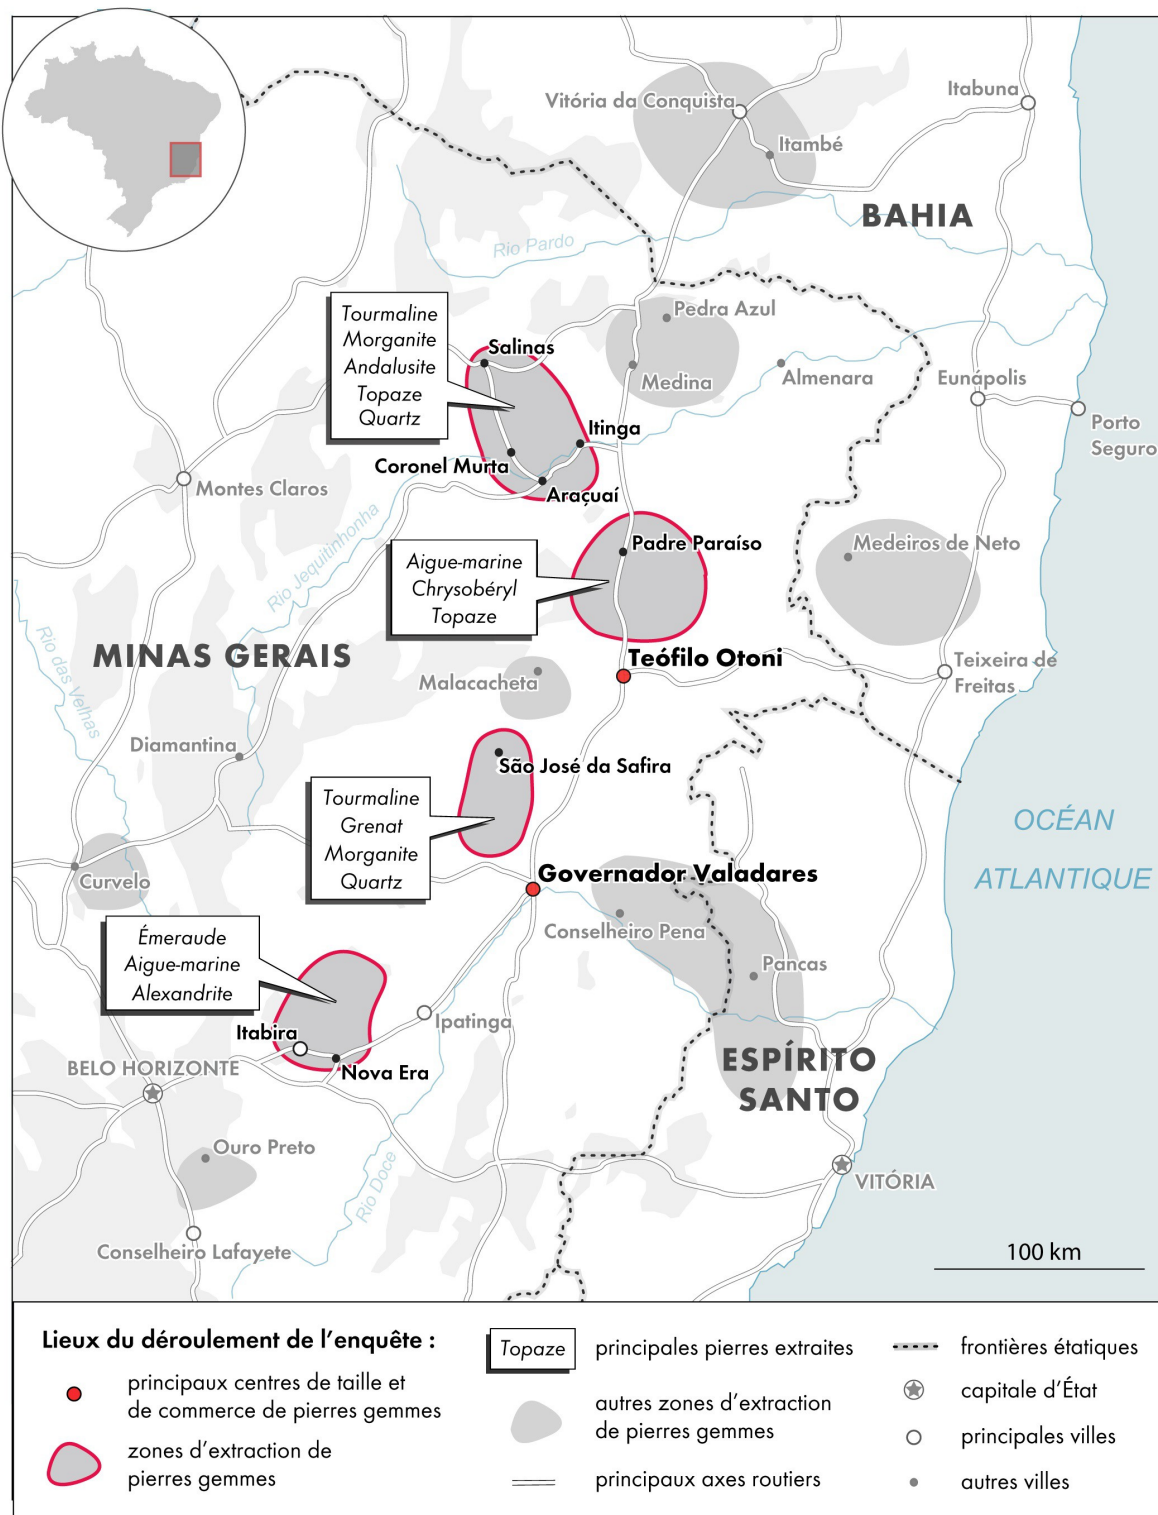 Vitória da Conquista
Itabuna
Itambé
BAHIA
Rio Pardo
Tourmaline
Morganite
Andalusite
Topaze
Quartz
Pedra Azul
Salinas
Medina
Almenara
Eunápolis
Porto
Seguro
Itinga
Coronel Murta
Araçuaí
Montes Claros
Rio Jequitinhonha
Padre Paraíso
Medeiros de Neto
Aigue-marine
Chrysobéryl
Topaze
Rio das Velhas
MINAS GERAIS
Teófilo Otoni
Malacacheta
Teixeira de
Freitas
Diamantina
São José da Safira
Tourmaline
Grenat
Morganite
Quartz
OCÉAN
ATLANTIQUE
Curvelo
Governador Valadares
Conselheiro Pena
Pancas
Émeraude
Aigue-marine
Alexandrite
Ipatinga
Itabira
Nova Era
BELO HORIZONTE
ESPÍRITO
SANTO
Ouro Preto
Rio Doce
VITÓRIA
Conselheiro Lafayete
100 km
Lieux du déroulement de l'enquête :
principaux centres de taille et
de commerce de pierres gemmes
zones d'extraction de
pierres gemmes
Topaze
principales pierres extraites
autres zones d'extraction
de pierres gemmes
principaux axes routiers
frontières étatiques
capitale d'État
principales villes
autres villes